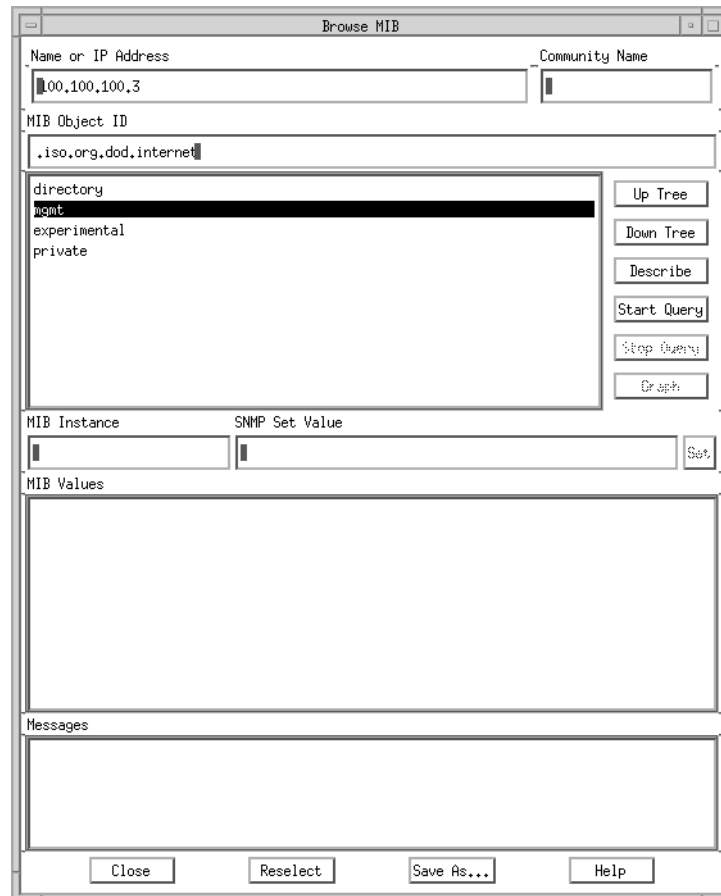 Browse MIB
Name or IP Address Community Name
100.100.100.3
MIB Object ID
.iso.org.dod.internet
directory
mgmt
experimental
private
Up Tree
Down Tree
Describe
Start Query
Stop Query
Graph
MIB Instance SNMP Set Value
Set
MIB Values
Messages
Close Reselect Save As... Help